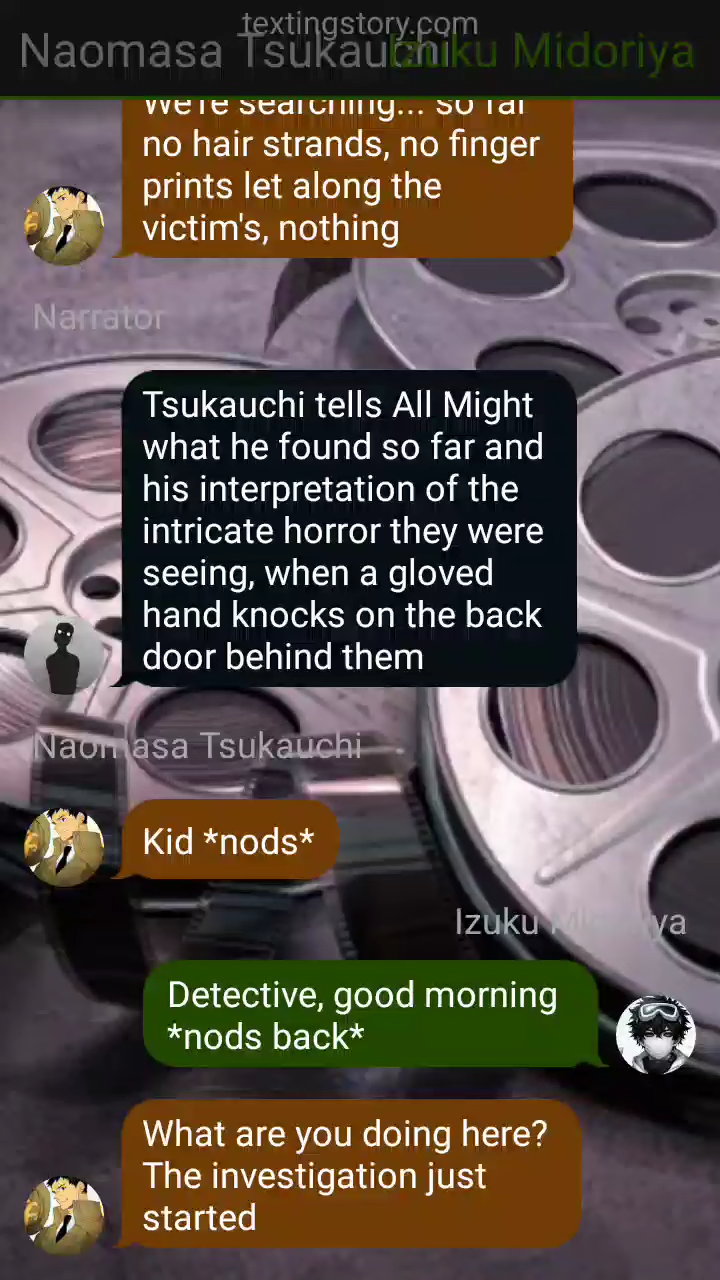 textingstory.com
Naomasa Tsukauchi Izuku Midoriya
We're searching... so far
no hair strands, no finger
prints let along the
victim's, nothing
Narrator
Tsukauchi tells All Might
what he found so far and
his interpretation of the
intricate horror they were
seeing, when a gloved
hand knocks on the back
door behind them
Naomasa Tsukauchi
Kid *nods*
Izuku Midoriya
Detective, good morning
*nods back*
What are you doing here?
The investigation just
started